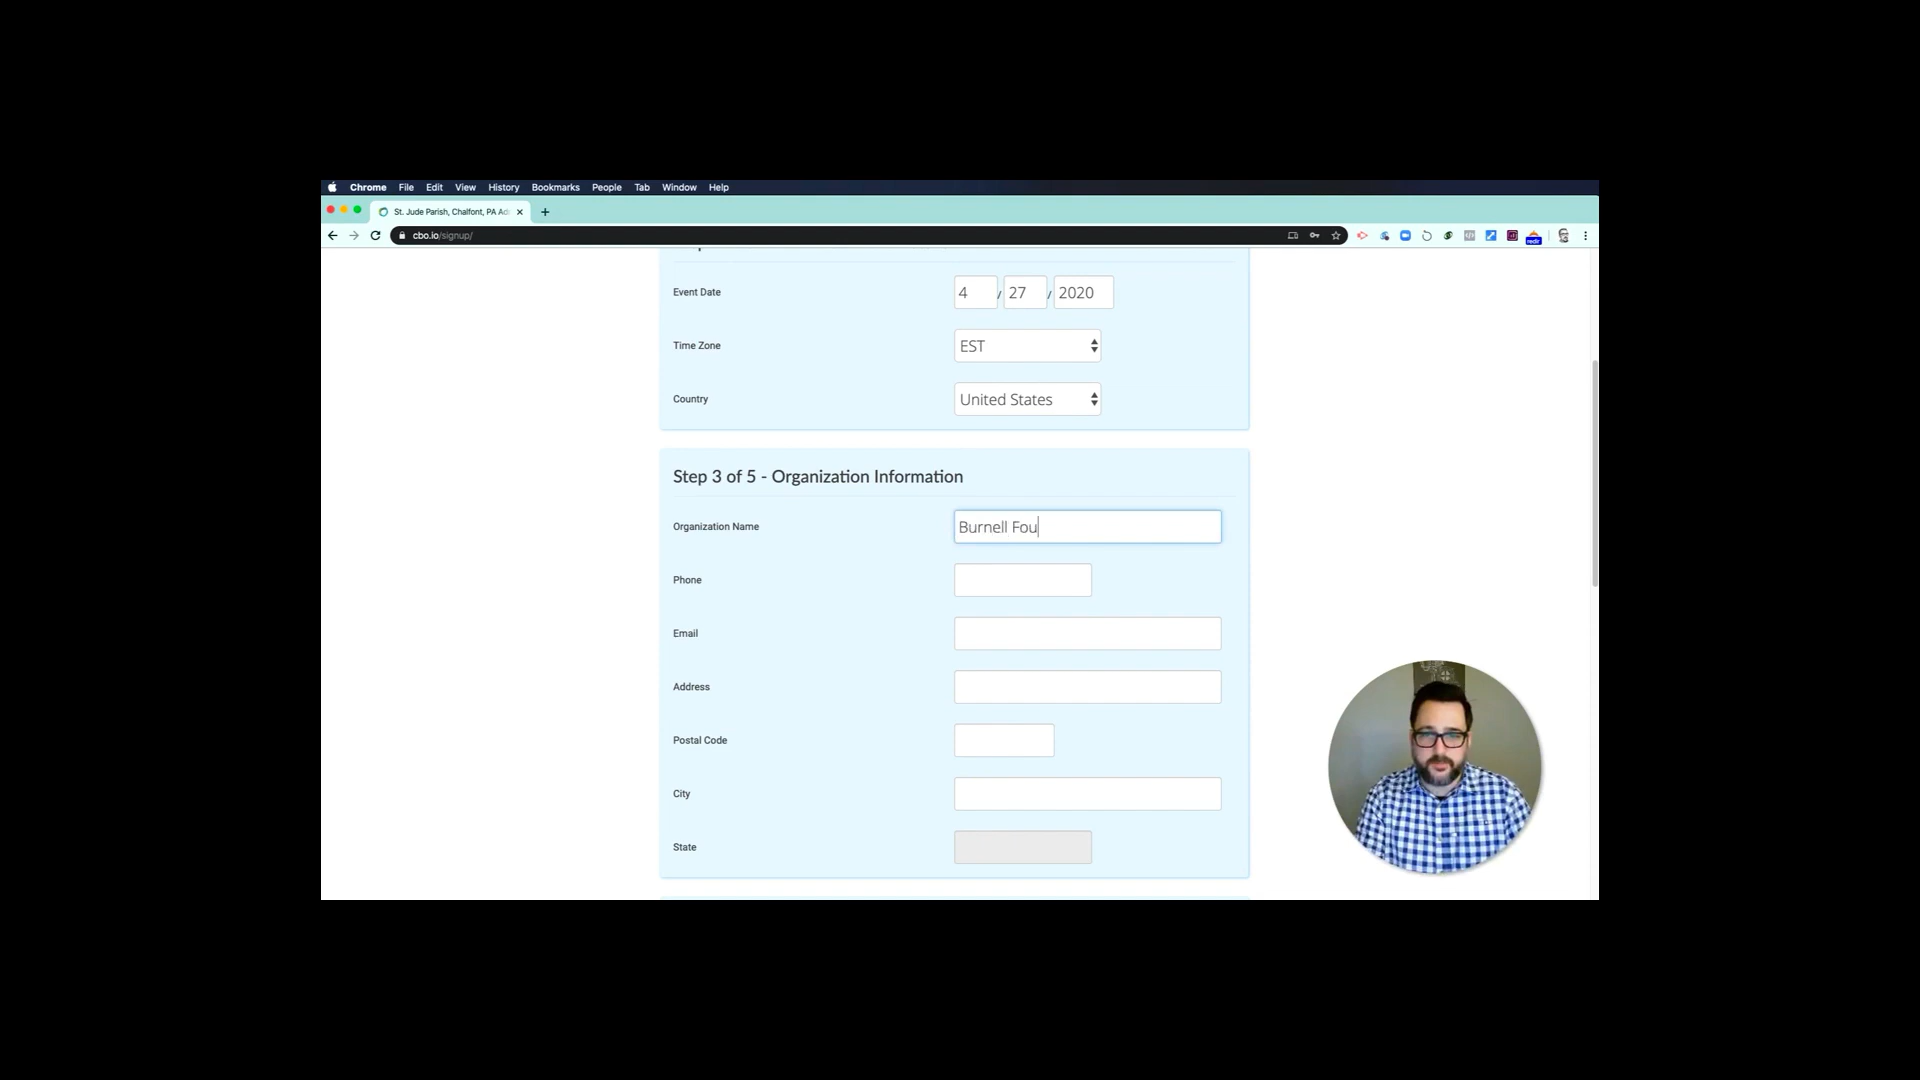 Chrome File Edit View History Bookmarks People Tab Window Help
St. Jude Parish, Chalfont, PA Ad
cbo.io/signup/
redir
Event Date 4 / 27 / 2020
Time Zone EST
Country United States
Step 3 of 5 - Organization Information
Organization Name Burnell Fou
Phone
Email
Address
Postal Code
City
State